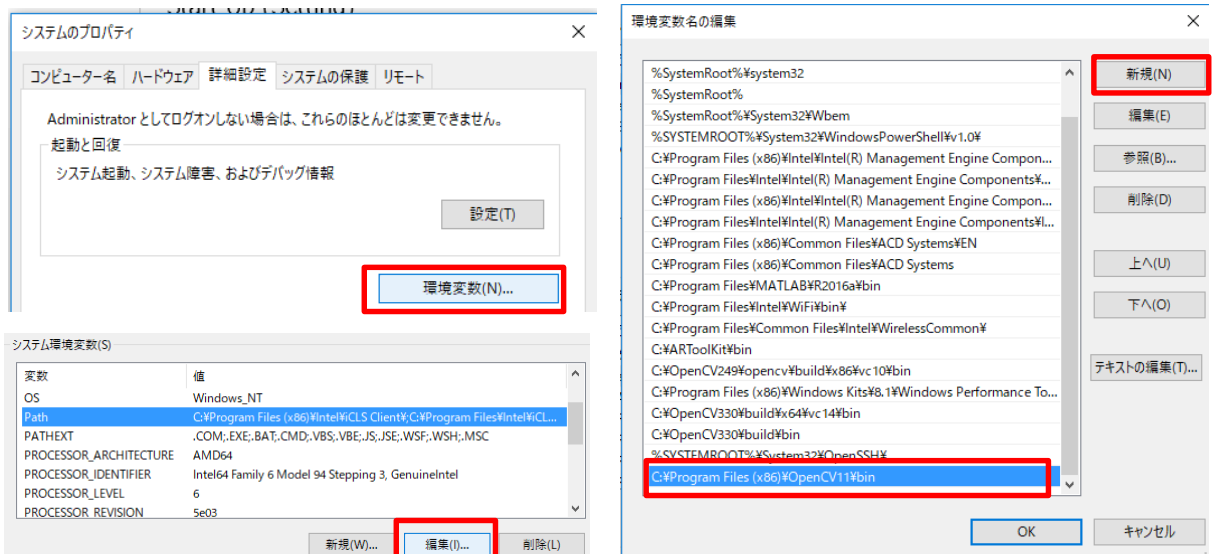 システムのプロパティ
コンピューター名 ハードウェア 詳細設定 システムの保護 リモート
Administrator としてログオンしない場合は、これらのほとんどは変更できません。
起動と回復
システム起動、システム障害、およびデバッグ情報
設定(T)
環境変数(N)...
システム環境変数(S)
変数 値
OS Windows_NT
Path C:¥Program Files (x86)¥Intel¥iCLS Client¥;C:¥Program Files¥Intel¥iCL...
PATHEXT .COM;.EXE;.BAT;.CMD;.VBS;.VBE;.JS;.JSE;.WSF;.WSH;.MSC
PROCESSOR_ARCHITECTURE AMD64
PROCESSOR_IDENTIFIER Intel64 Family 6 Model 94 Stepping 3, GenuineIntel
PROCESSOR_LEVEL 6
PROCESSOR_REVISION 5e03
新規(W)... 編集(I)... 削除(L)
環境変数名の編集
%SystemRoot%¥system32
%SystemRoot%
%SystemRoot%¥System32¥Wbem
%SYSTEMROOT%¥System32¥WindowsPowerShell¥v1.0¥
C:¥Program Files (x86)¥Intel¥Intel(R) Management Engine Compon...
C:¥Program Files¥Intel¥Intel(R) Management Engine Components¥...
C:¥Program Files (x86)¥Intel¥Intel(R) Management Engine Compon...
C:¥Program Files¥Intel¥Intel(R) Management Engine Components¥I...
C:¥Program Files (x86)¥Common Files¥ACD Systems¥EN
C:¥Program Files (x86)¥Common Files¥ACD Systems
C:¥Program Files¥MATLAB¥R2016a¥bin
C:¥Program Files¥Intel¥WiFi¥bin¥
C:¥Program Files¥Common Files¥Intel¥WirelessCommon¥
C:¥ARToolKit¥bin
C:¥OpenCV249¥opencv¥build¥x86¥vc10¥bin
C:¥Program Files (x86)¥Windows Kits¥8.1¥Windows Performance To...
C:¥OpenCV330¥build¥x64¥vc14¥bin
C:¥OpenCV330¥build¥bin
%SYSTEMROOT%¥System32¥OpenSSH¥
C:¥Program Files (x86)¥OpenCV11¥bin
新規(N)
編集(E)
参照(B)...
削除(D)
上へ(U)
下へ(O)
テキストの編集(T)...
OK キャンセル